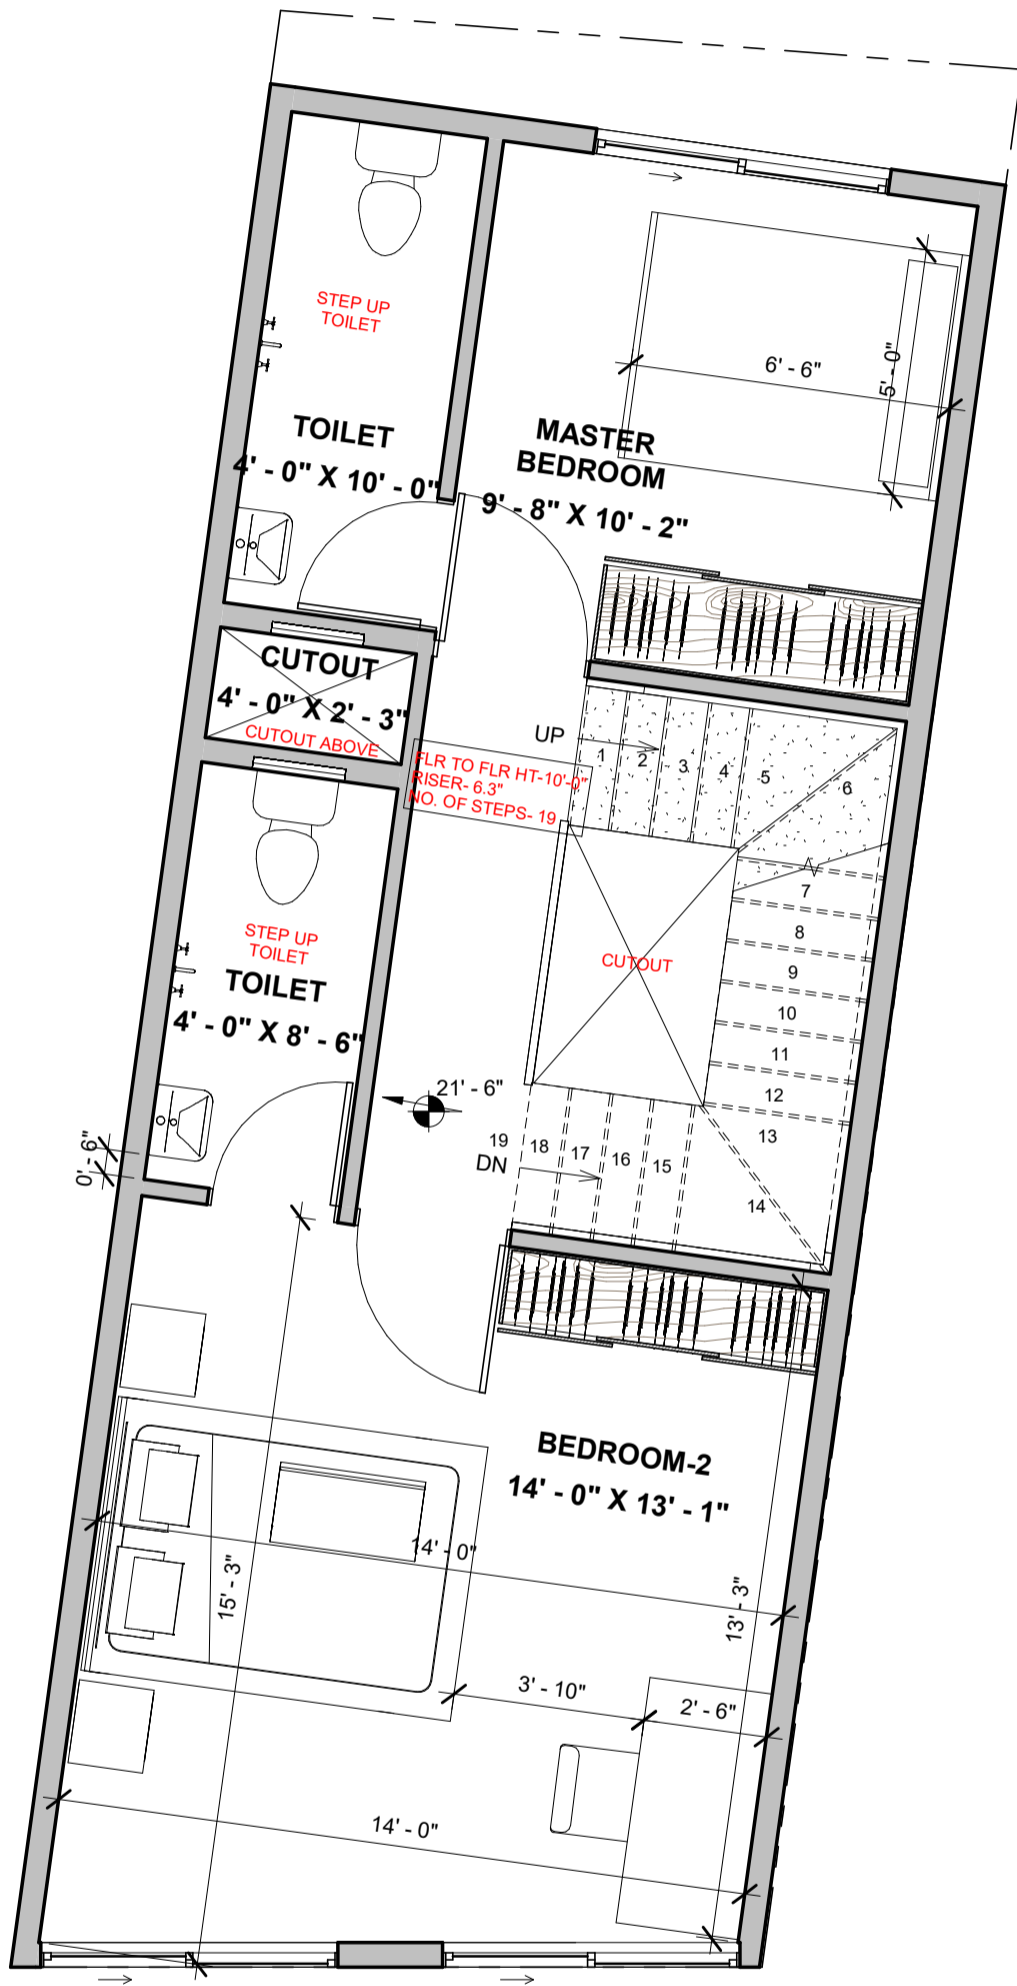 STEP UP
TOILET
TOILET
4' - 0" X 10' - 0"
6' - 6"
5' - 0"
MASTER
BEDROOM
9' - 8" X 10' - 2"
CUTOUT
4' - 0" X 2' - 3"
CUTOUT ABOVE
FLR TO FLR HT-10'-0"
RISER- 6.3"
NO. OF STEPS- 19
UP
1
2
3
4
5
6
7
8
9
10
11
12
13
14
15
16
17
18
19
DN
CUTOUT
STEP UP
TOILET
TOILET
4' - 0" X 8' - 6"
21' - 6"
0' - 6"
BEDROOM-2
14' - 0" X 13' - 1"
14' - 0"
15' - 3"
13' - 3"
3' - 10"
2' - 6"
14' - 0"